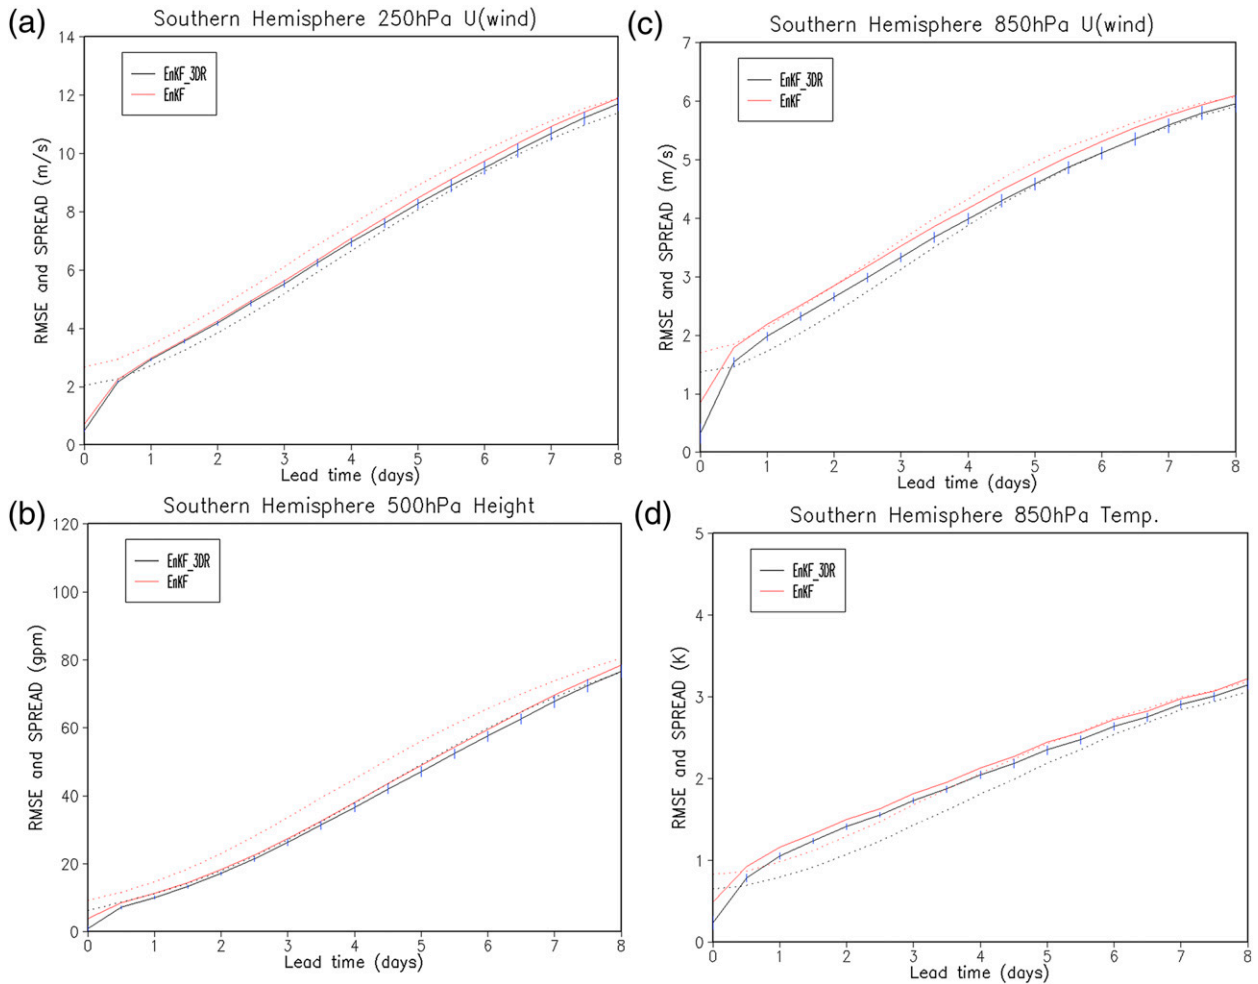 (a)
Southern Hemisphere 250hPa U(wind)
RMSE and SPREAD (m/s)
14
12
10
8
6
4
2
0
EnKF_3DR
EnKF
0 1 2 3 4 5 6 7 8
Lead time (days)
(c)
Southern Hemisphere 850hPa U(wind)
RMSE and SPREAD (m/s)
7
6
5
4
3
2
1
0
EnKF_3DR
EnKF
0 1 2 3 4 5 6 7 8
Lead time (days)
(b)
Southern Hemisphere 500hPa Height
RMSE and SPREAD (gpm)
120
100
80
60
40
20
0
EnKF_3DR
EnKF
0 1 2 3 4 5 6 7 8
Lead time (days)
(d)
Southern Hemisphere 850hPa Temp.
RMSE and SPREAD (K)
5
4
3
2
1
0
EnKF_3DR
EnKF
0 1 2 3 4 5 6 7 8
Lead time (days)